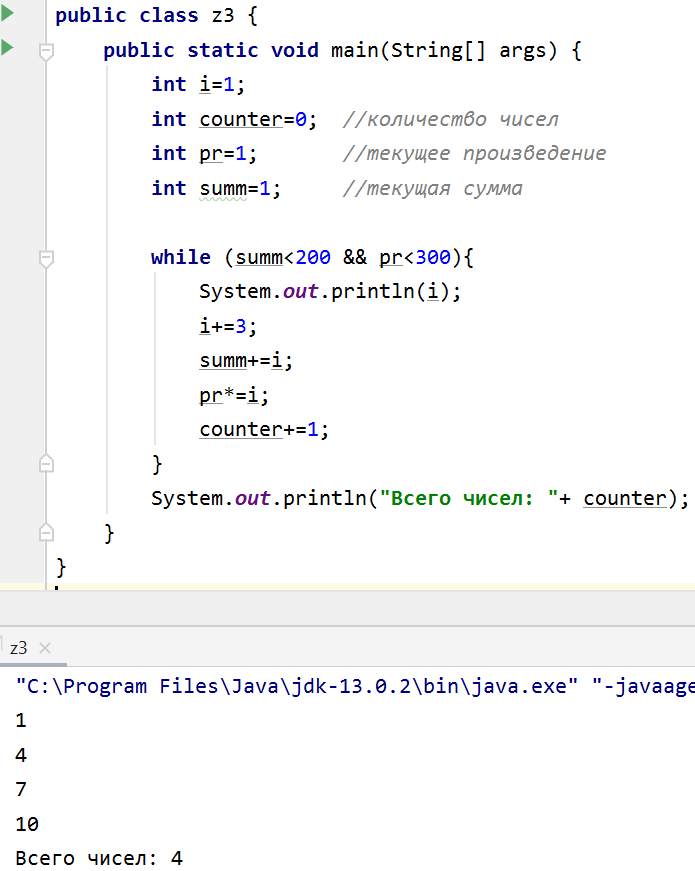 public class z3 {
    public static void main(String[] args) {
        int i=1;
        int counter=0;  //количество чисел
        int pr=1;       //текущее произведение
        int summ=1;     //текущая сумма

        while (summ<200 && pr<300){
            System.out.println(i);
            i+=3;
            summ+=i;
            pr*=i;
            counter+=1;
        }
        System.out.println("Всего чисел: "+ counter);
    }
}
z3
"C:\Program Files\Java\jdk-13.0.2\bin\java.exe" "-javaage
1
4
7
10
Всего чисел: 4